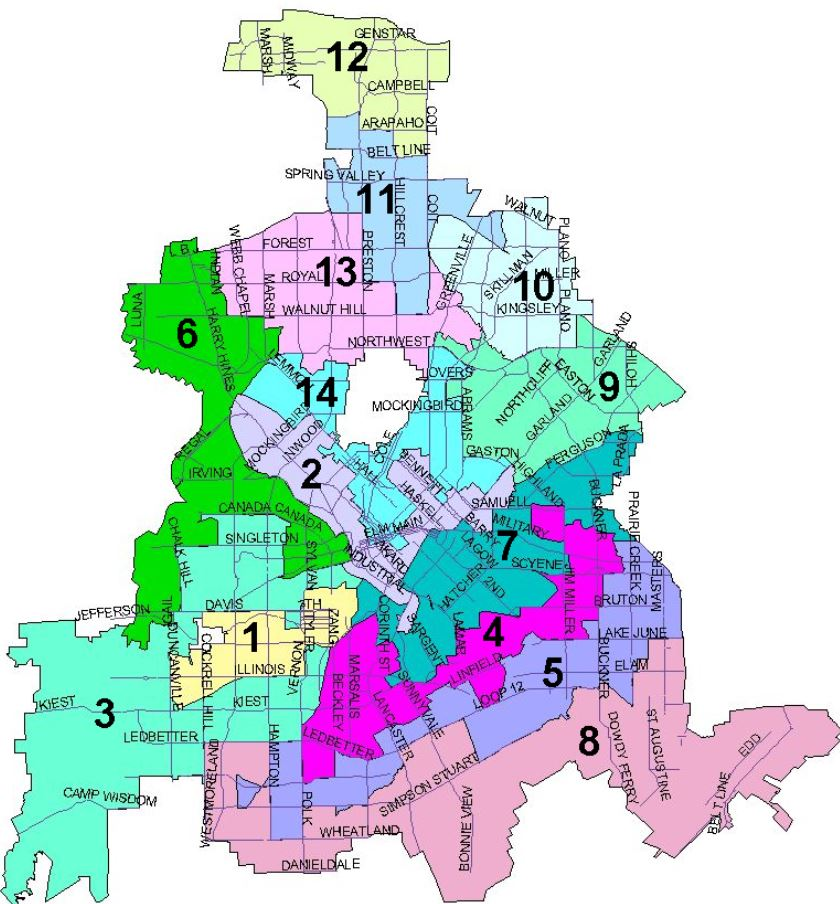 GENSTAR
MARSH
MIDWAY
12
CAMPBELL
ARAPAHO
COIT
BELT LINE
SPRING VALLEY
11
HILLCREST
COIT
WALNUT
PLANO
WEBB CHAPEL
FOREST
PRESTON
GREENVILLE
SKILLMAN
MILLER
13
ROYAL
MARSH
10
KINGSLEY
PLANO
WALNUT HILL
LUNA
HARRY HINES
6
NORTHWEST
GARLAND
SHILOH
LOVERS
NORTHCLIFF
EASTON
9
14
MOCKINGBIRD
ABRAMS
GARLAND
MOCKINGBIRD
INWOOD
COLE
FERGUSON
LA PRADA
REGAL
IRVING
2
HALL
BENNETT
GASTON
HIGHLAND
HASKELL
SAMUELL
BUCKNER
PRAIRIE CREEK
CANADA CANADA
CHALK HILL
SINGLETON
SYLVAN
ELM MAIN
AKARD
INDUSTRIAL
BARRY
MILITARY
7
LAGOW
SCYENE
HATCHER
2ND
JIM MILLER
MASTERS
BRUTON
JEFFERSON
DAVIS
7TH
TYLER
ZANG
CORINTH ST
SARGENT
LAMAR
4
LAKE JUNE
DUNCANVILLE
COCKRELL HILL
1
ILLINOIS
VERNON
MARSALIS
BECKLEY
LINFIELD
5
BUCKNER
ELAM
KIEST
3
KIEST
LANCASTER
SUNNYVALE
LOOP 12
LEDBETTER
HAMPTON
LEDBETTER
8
DOWDY FERRY
ST AUGUSTINE
EDD
CAMP WISDOM
WESTMORELAND
POLK
SIMPSON STUART
BONNIE VIEW
BELT LINE
WHEATLAND
DANIELDALE